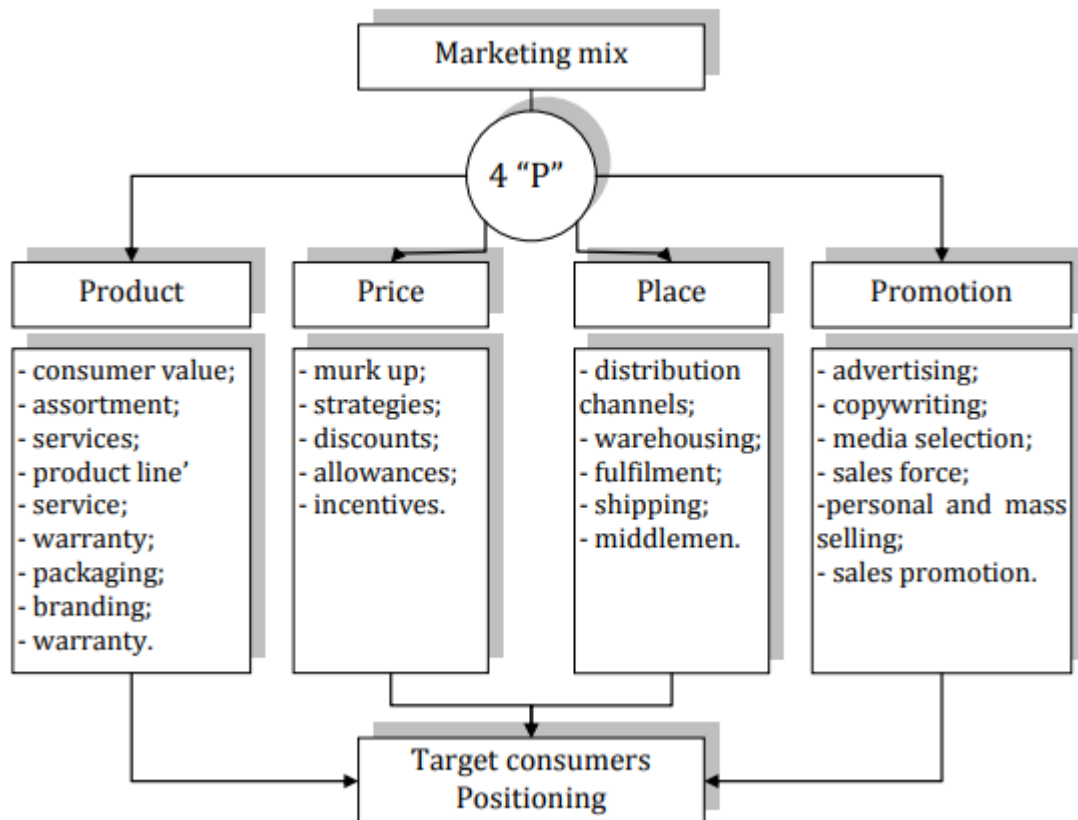 Marketing mix
4 “P”
Product
Price
Place
Promotion
- consumer value;
- assortment;
- services;
- product line’
- service;
- warranty;
- packaging;
- branding;
- warranty.
- murk up;
- strategies;
- discounts;
- allowances;
- incentives.
- distribution
channels;
- warehousing;
- fulfilment;
- shipping;
- middlemen.
- advertising;
- copywriting;
- media selection;
- sales force;
-personal and mass
selling;
- sales promotion.
Target consumers
Positioning